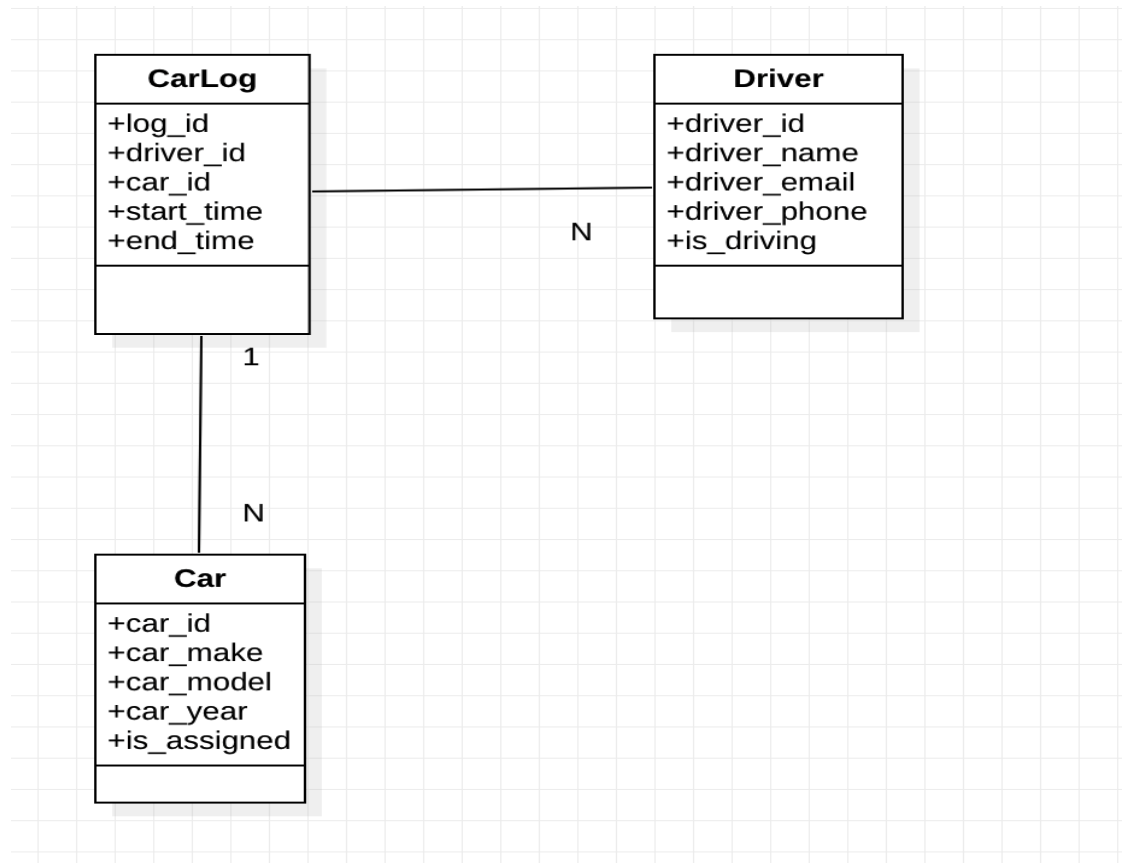 CarLog
+log_id
+driver_id
+car_id
+start_time
+end_time
Driver
+driver_id
+driver_name
+driver_email
+driver_phone
+is_driving
N
1
N
Car
+car_id
+car_make
+car_model
+car_year
+is_assigned